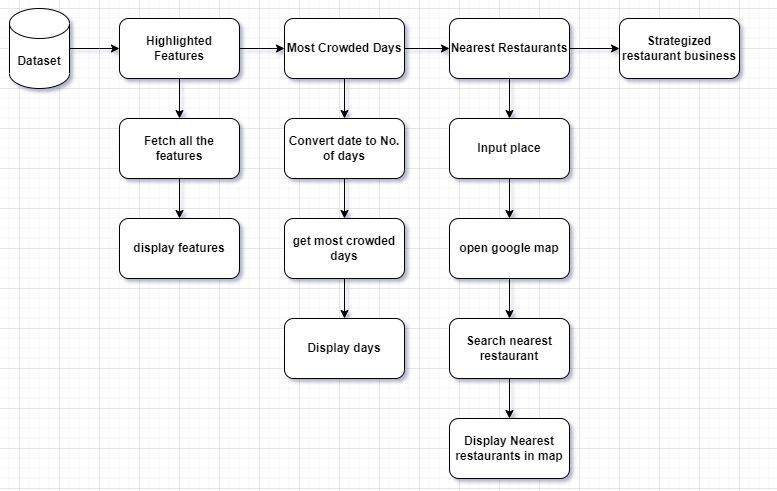 Dataset
Highlighted
Features
Most Crowded Days
Nearest Restaurants
Strategized
restaurant business
Fetch all the
features
Convert date to No.
of days
Input place
display features
get most crowded
days
open google map
Display days
Search nearest
restaurant
Display Nearest
restaurants in map